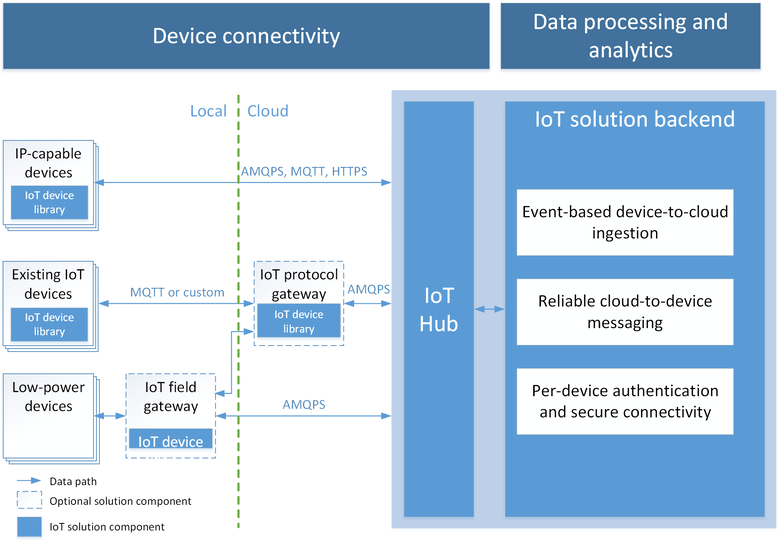 Device connectivity
Data processing and
analytics
Local
Cloud
IoT solution backend
IP-capable
devices
IoT device
library
AMQPS, MQTT, HTTPS
Event-based device-to-cloud
ingestion
Existing IoT
devices
IoT device
library
MQTT or custom
IoT protocol
gateway
IoT device
library
AMQPS
IoT
Hub
Reliable cloud-to-device
messaging
Low-power
devices
IoT field
gateway
IoT device
AMQPS
Per-device authentication
and secure connectivity
Data path
Optional solution component
IoT solution component